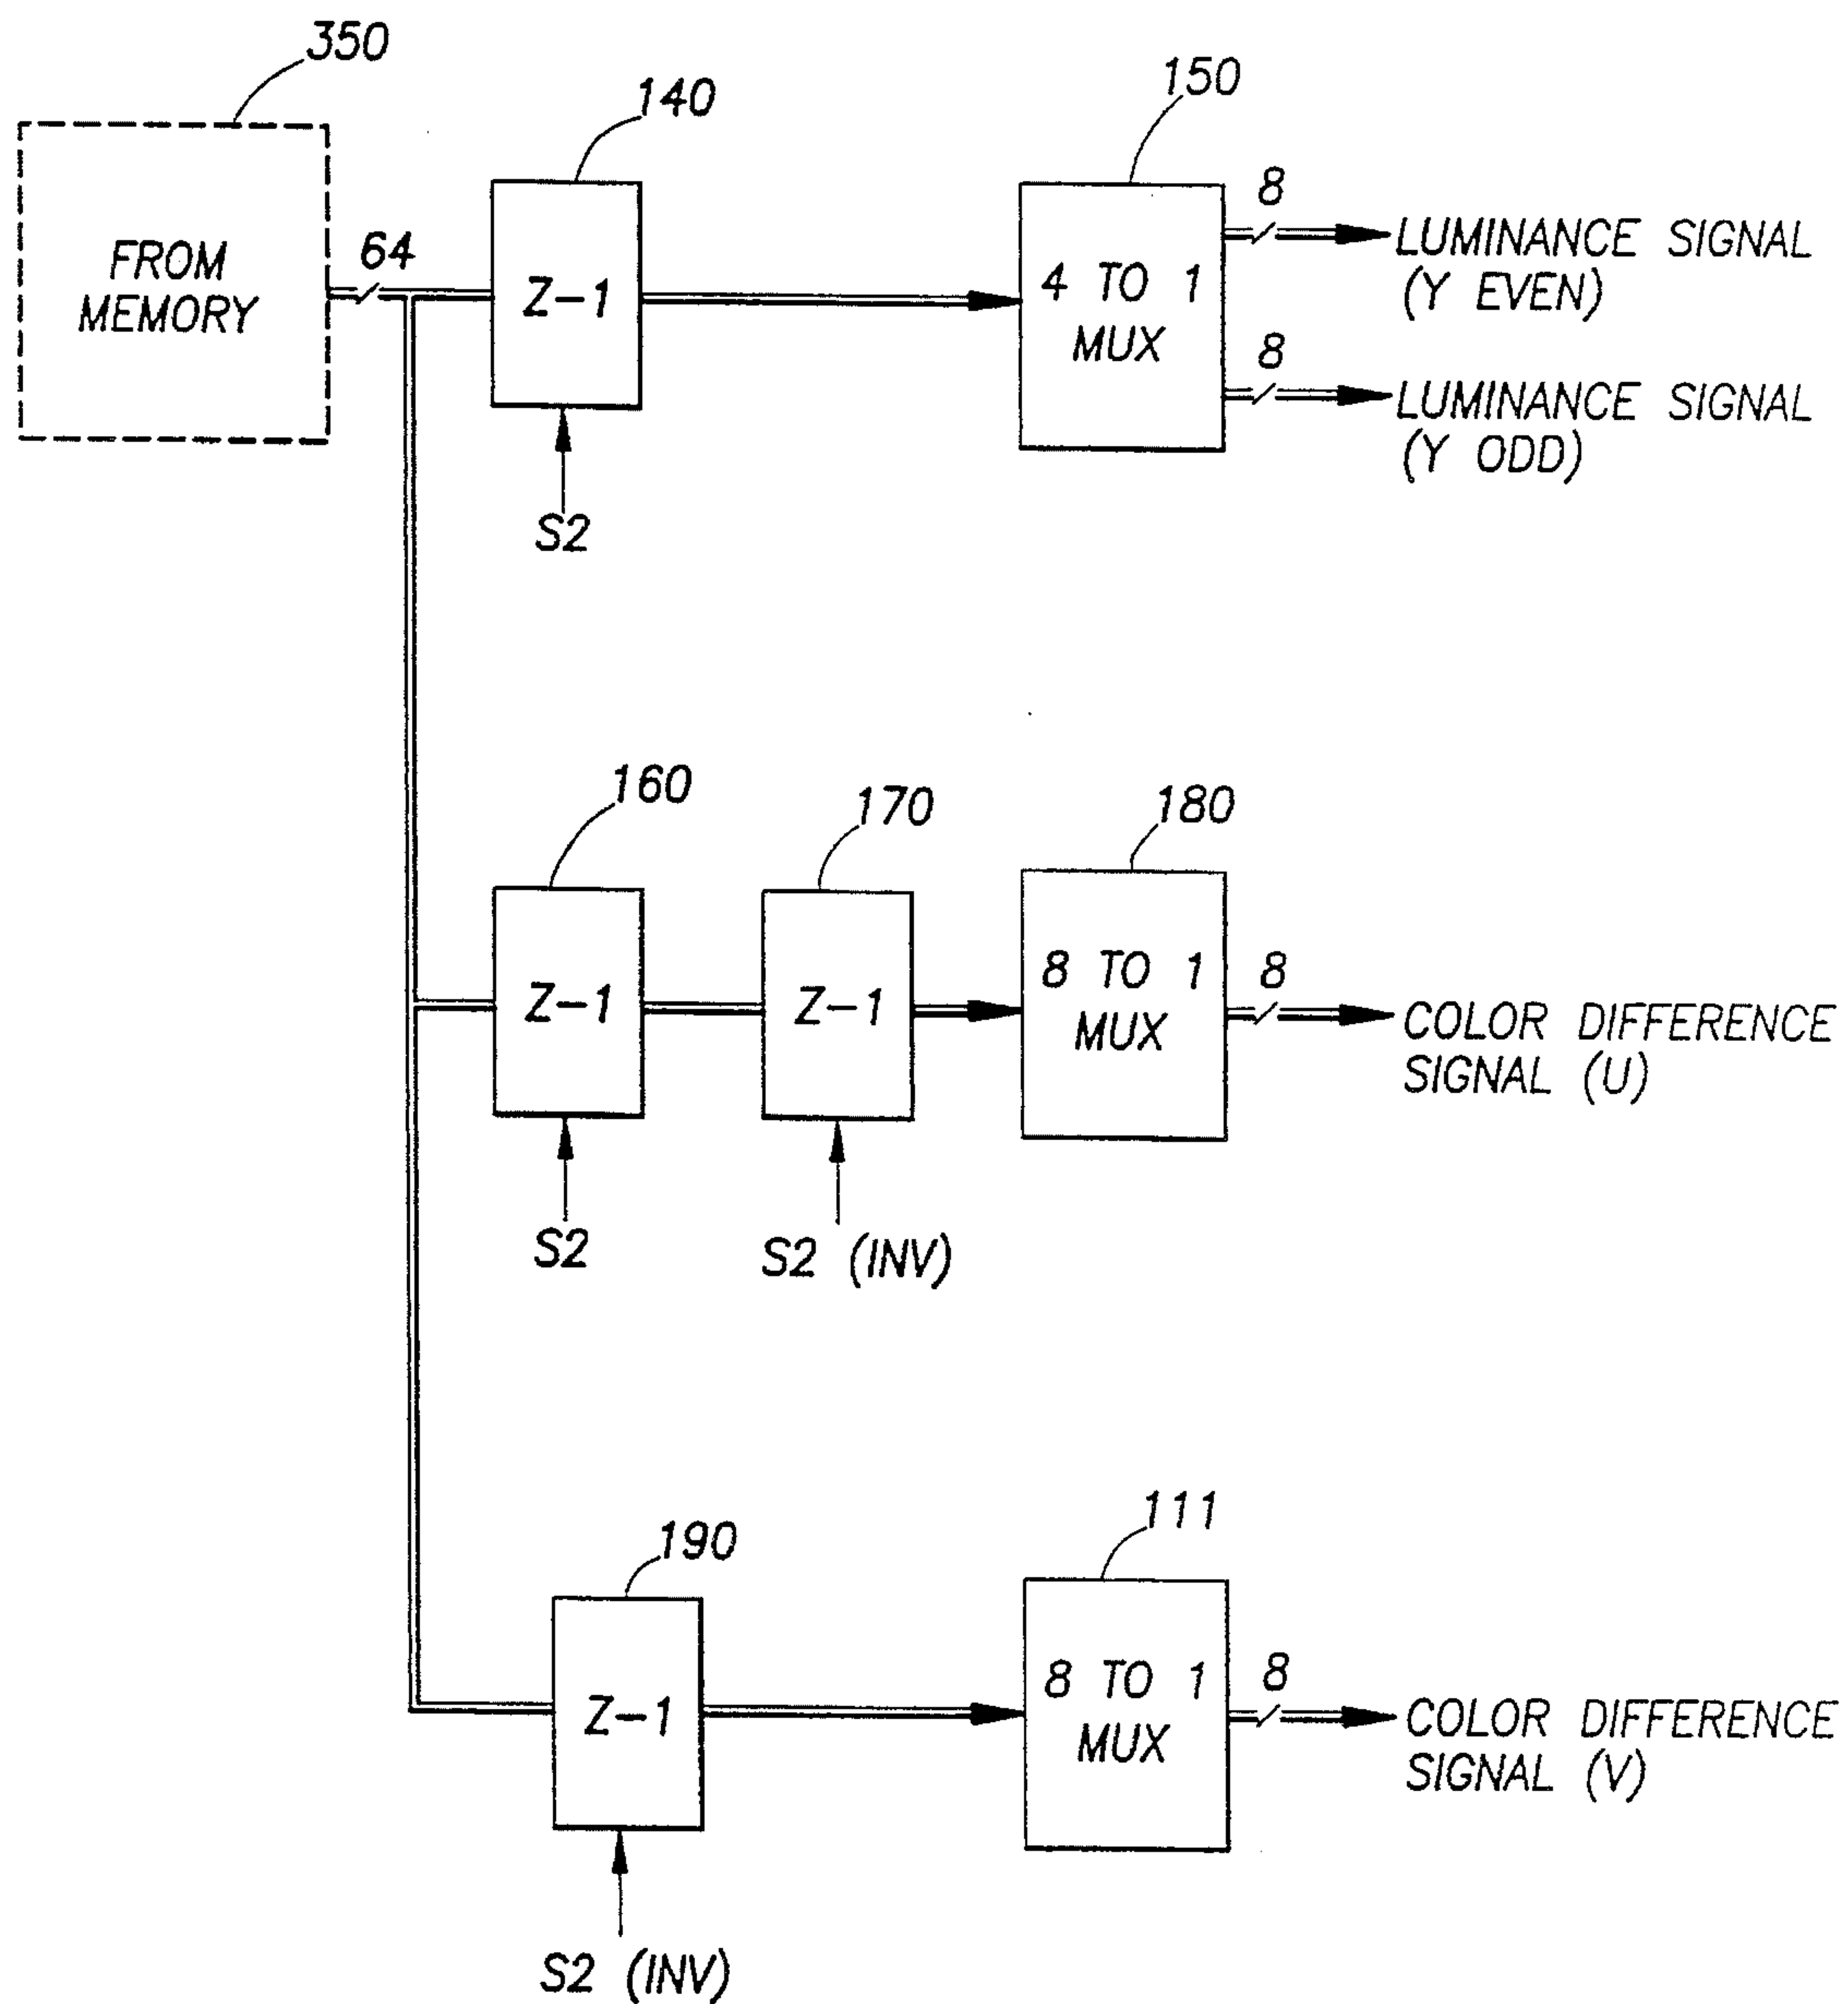 350
140
150
FROM
MEMORY
64
Z-1
S2
4 TO 1
MUX
8
LUMINANCE SIGNAL
(Y EVEN)
8
LUMINANCE SIGNAL
(Y ODD)
160
170
180
Z-1
S2
Z-1
S2 (INV)
8 TO 1
MUX
8
COLOR DIFFERENCE
SIGNAL (U)
190
111
Z-1
S2 (INV)
8 TO 1
MUX
8
COLOR DIFFERENCE
SIGNAL (V)